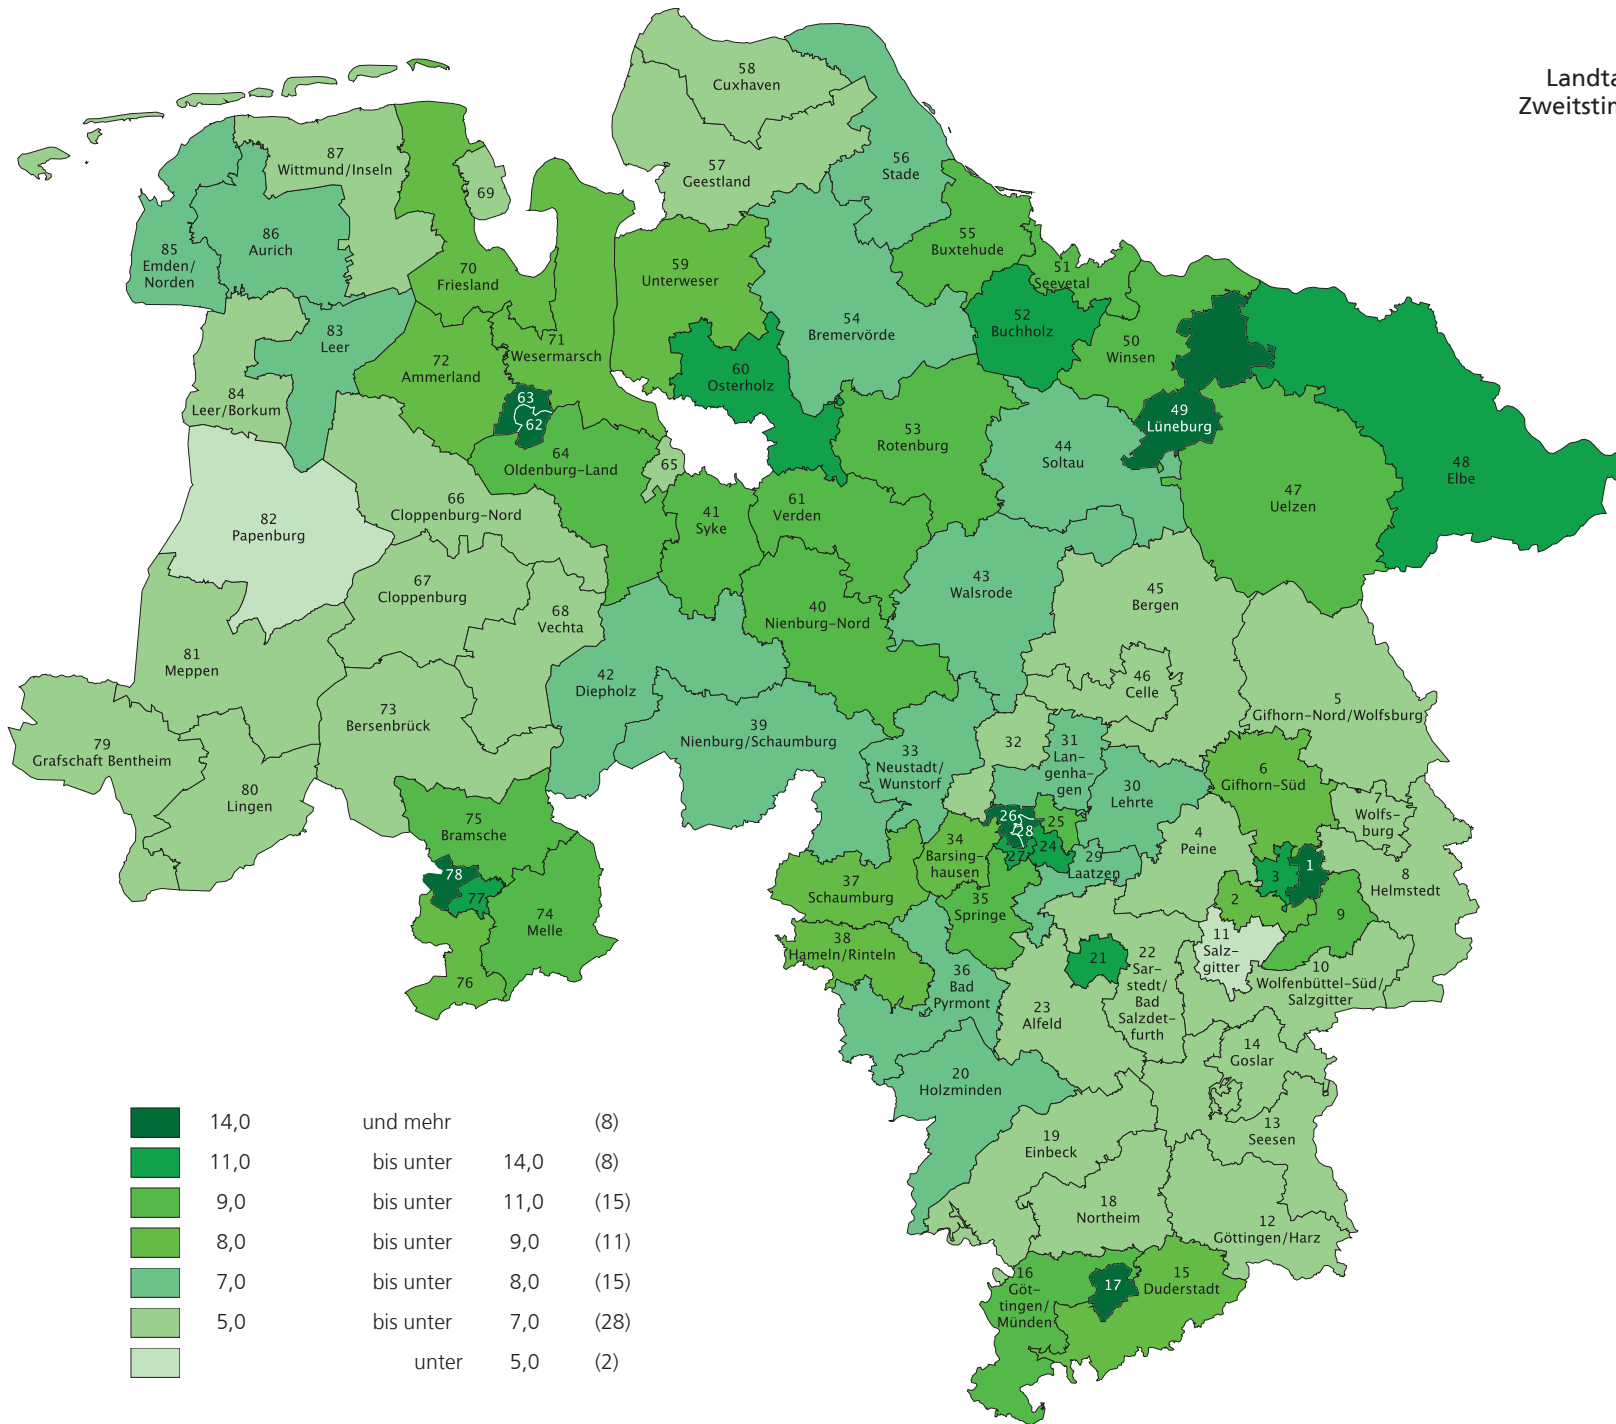 Landta
Zweitstin
58
Cuxhaven
87
Wittmund/Inseln
57
Geestland
56
Stade
69
86
Aurich
85
Emden/
Norden
70
Friesland
59
Unterweser
55
Buxtehude
51
Seevetal
83
Leer
71
Wesermarsch
54
Bremervörde
52
Buchholz
50
Winsen
72
Ammerland
60
Osterholz
84
Leer/Borkum
63
62
49
Lüneburg
53
Rotenburg
44
Soltau
64
Oldenburg-Land
65
48
Elbe
47
Uelzen
66
Cloppenburg-Nord
41
Syke
61
Verden
82
Papenburg
67
Cloppenburg
68
Vechta
40
Nienburg-Nord
43
Walsrode
45
Bergen
81
Meppen
42
Diepholz
46
Celle
5
Gifhorn-Nord/Wolfsburg
73
Bersenbrück
39
Nienburg/Schaumburg
79
Grafschaft Bentheim
33
Neustadt/
Wunstorf
32
31
Lan-
genha-
gen
80
Lingen
30
Lehrte
6
Gifhorn-Süd
7
Wolfs-
burg
75
Bramsche
26
28
25
24
27
34
Barsing-
hausen
29
Laatzen
4
Peine
8
Helmstedt
78
77
37
Schaumburg
35
Springe
3
1
2
9
74
Melle
38
Hameln/Rinteln
21
22
Sar-
stedt/
Bad
Salzdet-
furth
11
Salz-
gitter
10
Wolfenbüttel-Süd/
Salzgitter
76
36
Bad
Pyrmont
23
Alfeld
14
Goslar
20
Holzminden
13
Seesen
19
Einbeck
18
Northeim
12
Göttingen/Harz
16
Göt-
tingen/
Münden
17
15
Duderstadt
14,0 und mehr (8)
11,0 bis unter 14,0 (8)
9,0 bis unter 11,0 (15)
8,0 bis unter 9,0 (11)
7,0 bis unter 8,0 (15)
5,0 bis unter 7,0 (28)
unter 5,0 (2)